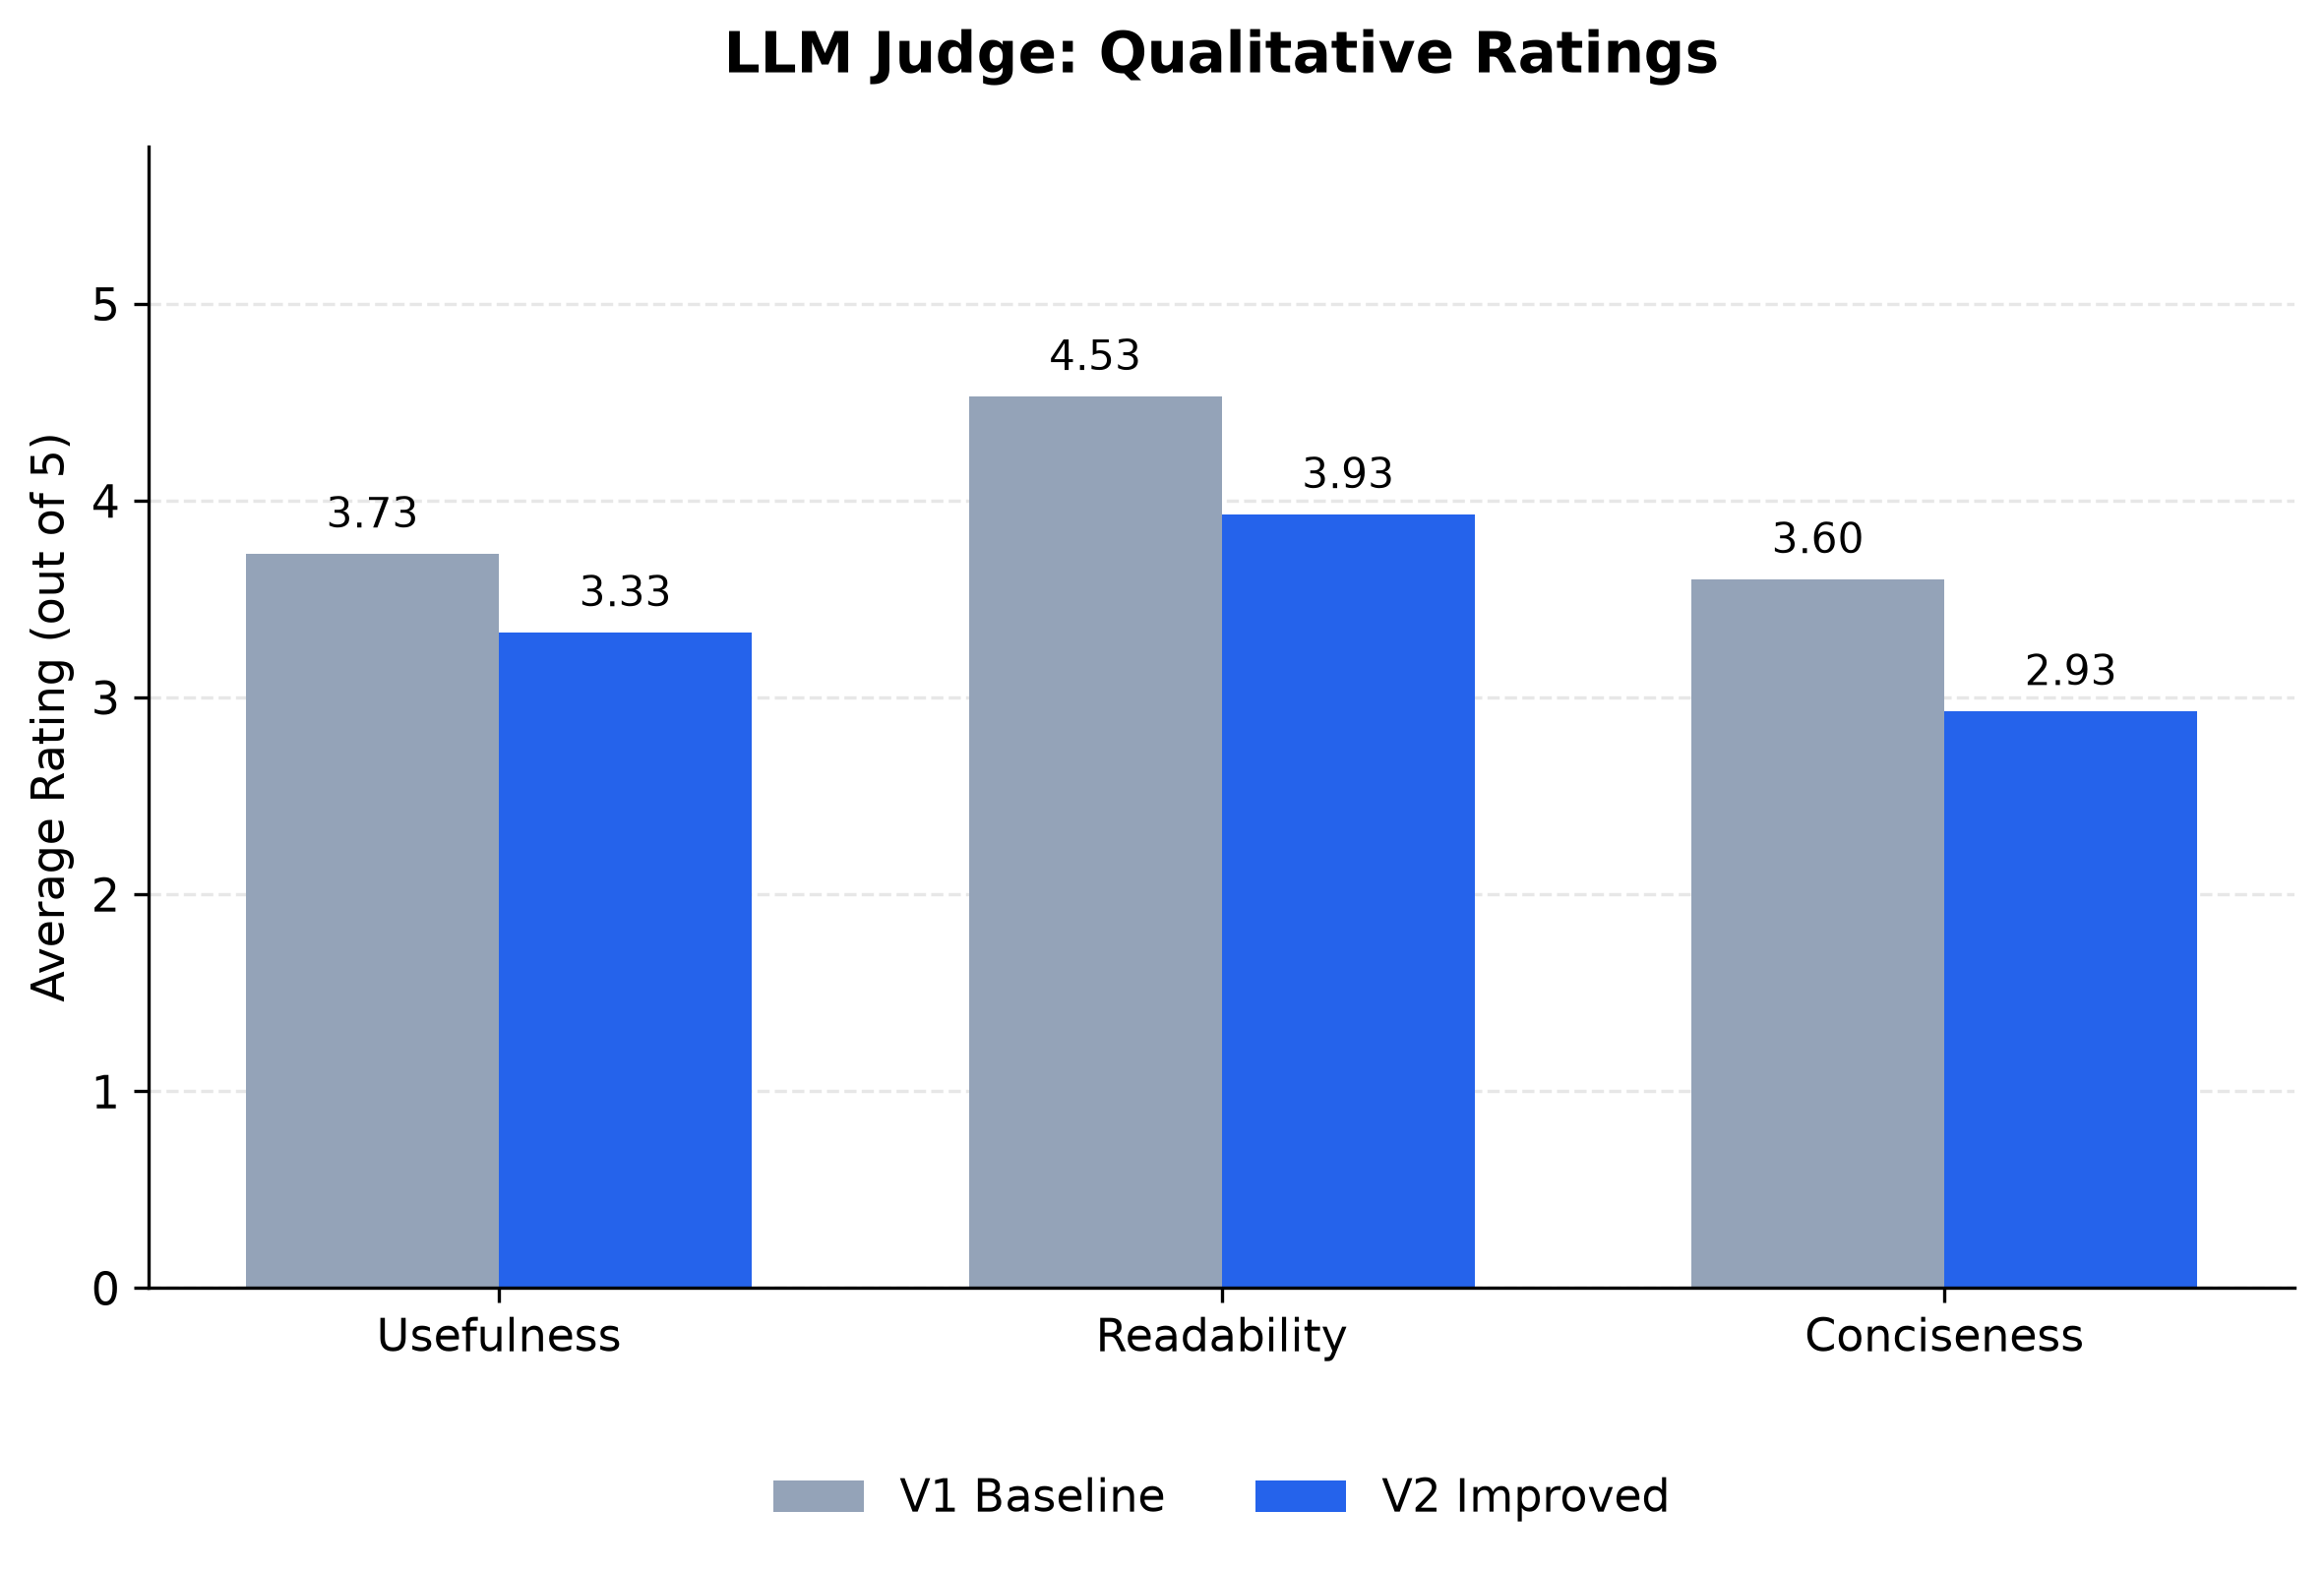 LLM Judge: Qualitative Ratings
Average Rating (out of 5)
5
4
3
2
1
0
3.73
3.33
4.53
3.93
3.60
2.93
Usefulness
Readability
Conciseness
V1 Baseline
V2 Improved